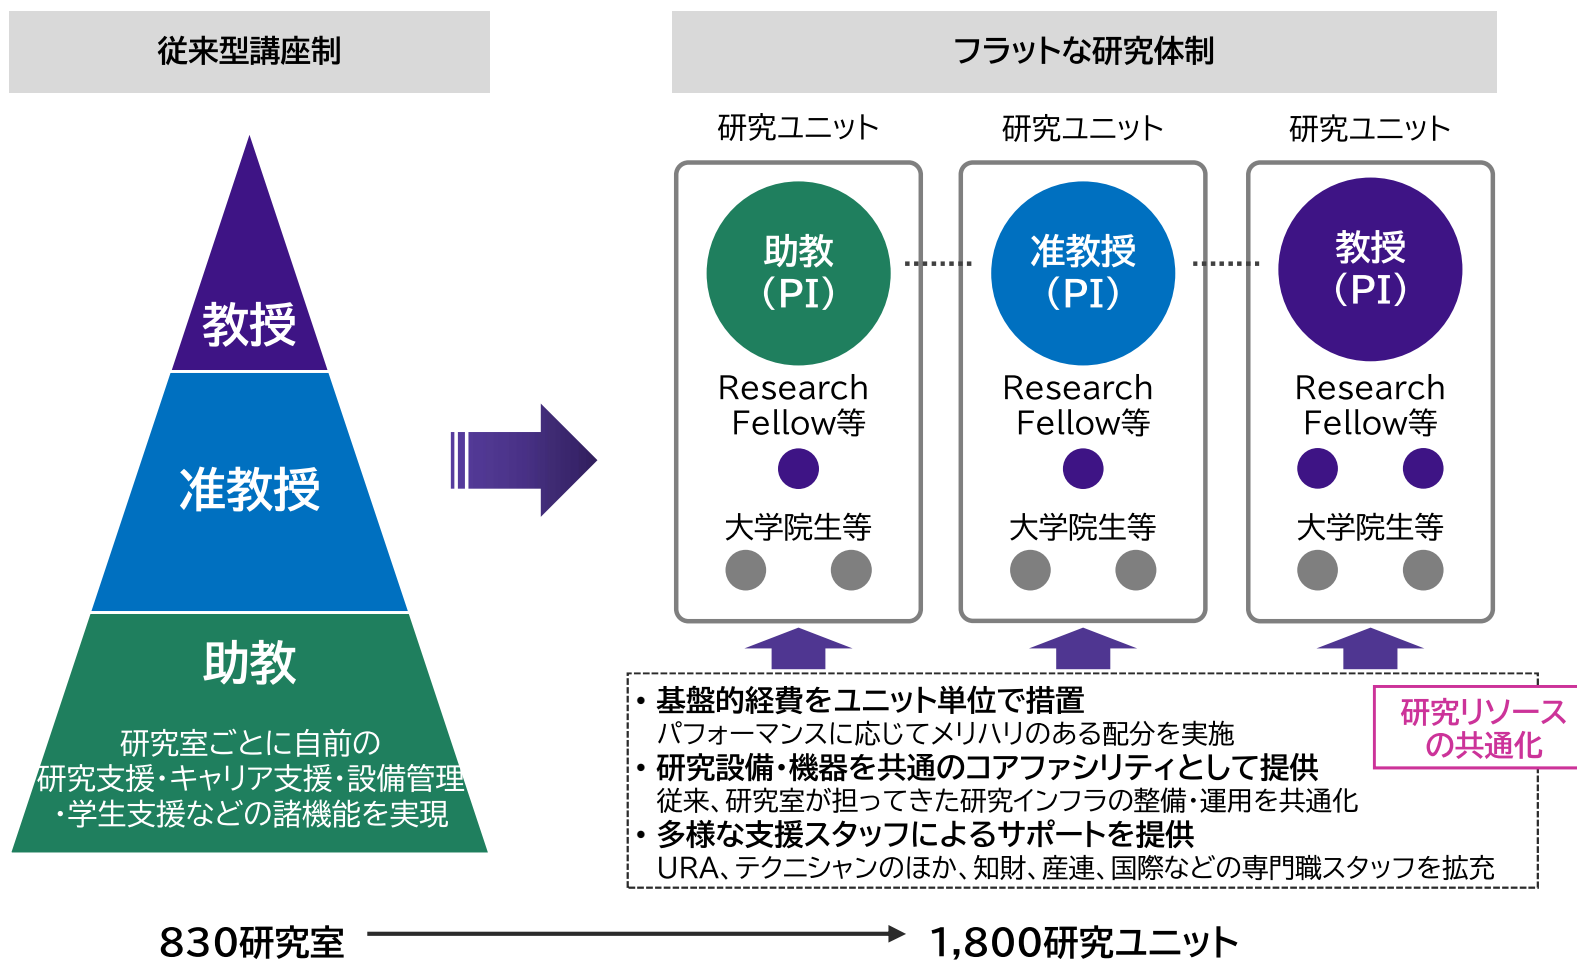 従来型講座制
教授
准教授
助教
研究室ごとに自前の
研究支援・キャリア支援・設備管理
・学生支援などの諸機能を実現
830研究室
フラットな研究体制
研究ユニット
助教
(PI)
Research
Fellow等
大学院生等
研究ユニット
准教授
(PI)
Research
Fellow等
大学院生等
研究ユニット
教授
(PI)
Research
Fellow等
大学院生等
・基盤的経費をユニット単位で措置
パフォーマンスに応じてメリハリのある配分を実施
・研究設備・機器を共通のコアファシリティとして提供
従来、研究室が担ってきた研究インフラの整備・運用を共通化
・多様な支援スタッフによるサポートを提供
URA、テクニシャンのほか、知財、産連、国際などの専門職スタッフを拡充
研究リソース
の共通化
1,800研究ユニット